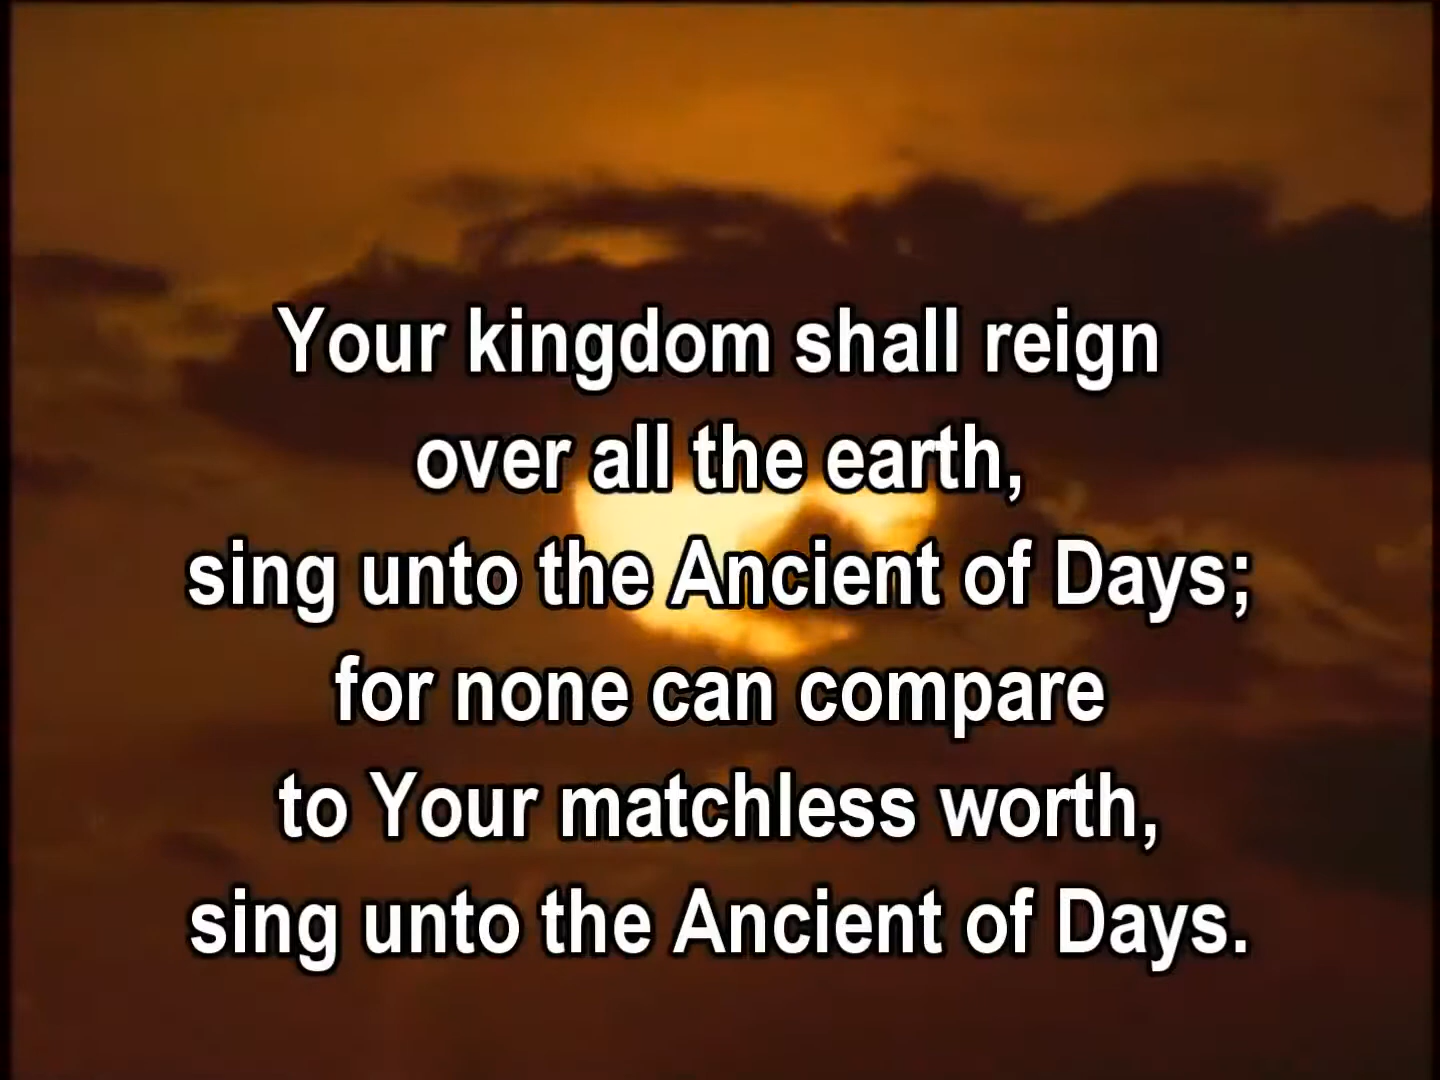 Your kingdom shall reign
over all the earth,
sing unto the Ancient of Days;
for none can compare
to Your matchless worth,
sing unto the Ancient of Days.